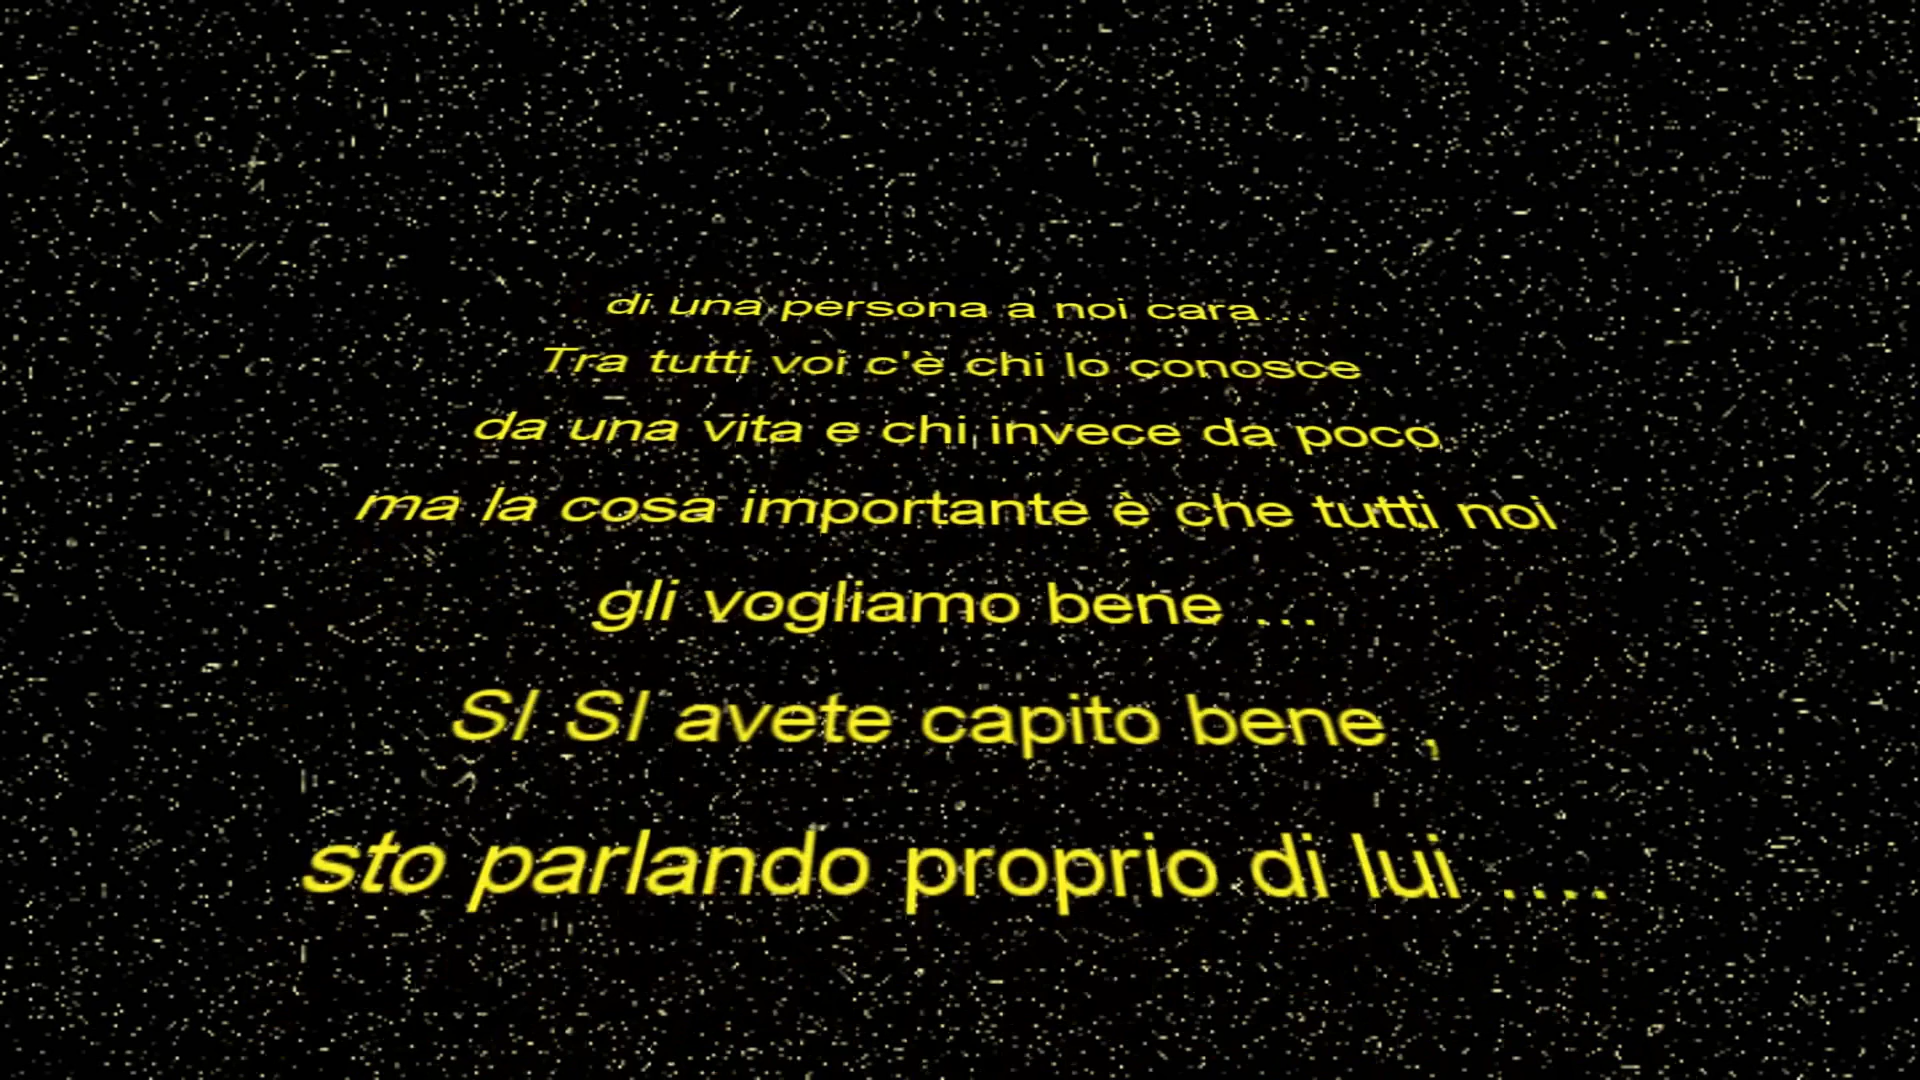 di una persona a noi cara...
Tra tutti voi c'è chi lo conosce
da una vita e chi invece da poco,
ma la cosa importante è che tutti noi
gli vogliamo bene ...
SI SI avete capito bene ,
sto parlando proprio di lui ....